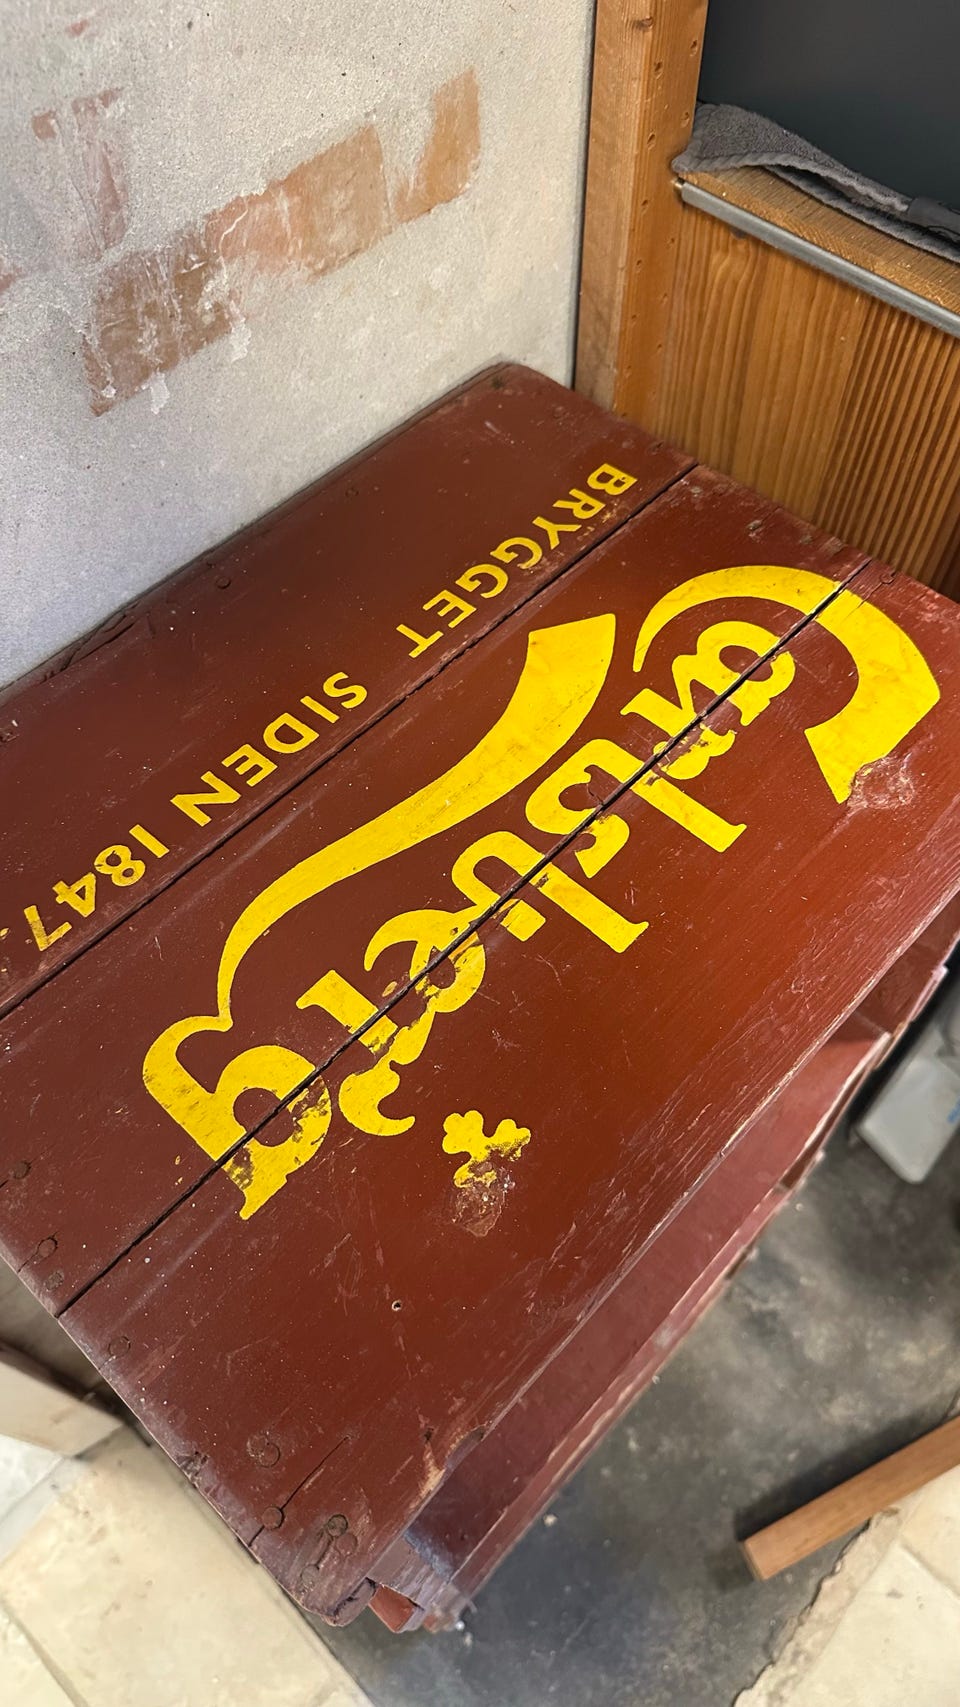 Carlsberg
BRYGGET SIDEN 1847.